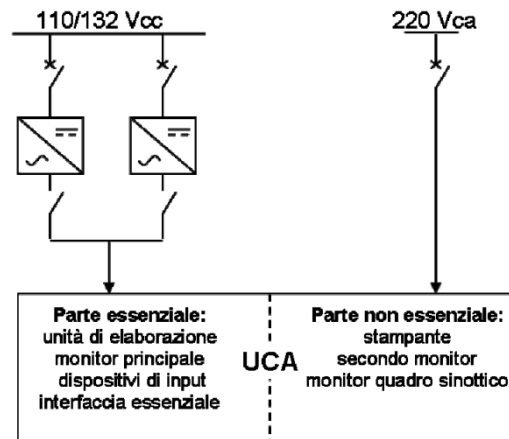 110/132 Vcc
220 Vca
Parte essenziale:
unità di elaborazione
monitor principale
dispositivi di input
interfaccia essenziale
UCA
Parte non essenziale:
stampante
secondo monitor
monitor quadro sinottico